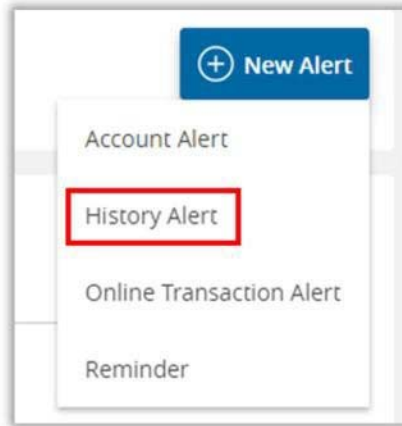 New Alert
Account Alert
History Alert
Online Transaction Alert
Reminder